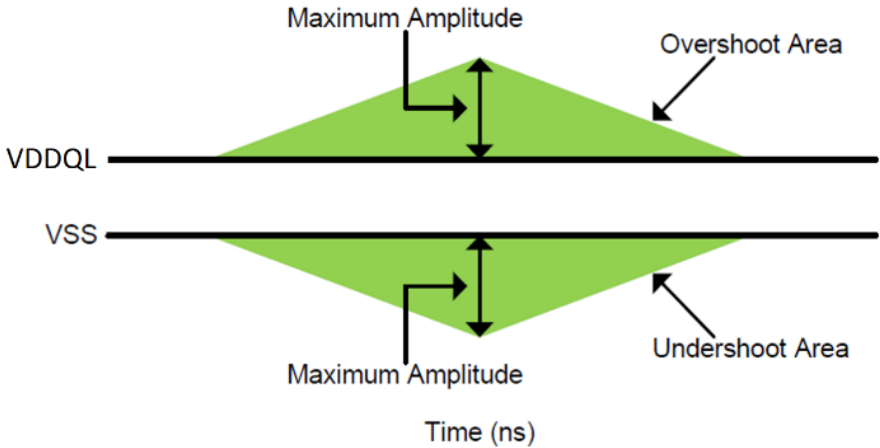 Maximum Amplitude
Overshoot Area
VDDQL
VSS
Undershoot Area
Maximum Amplitude
Time (ns)